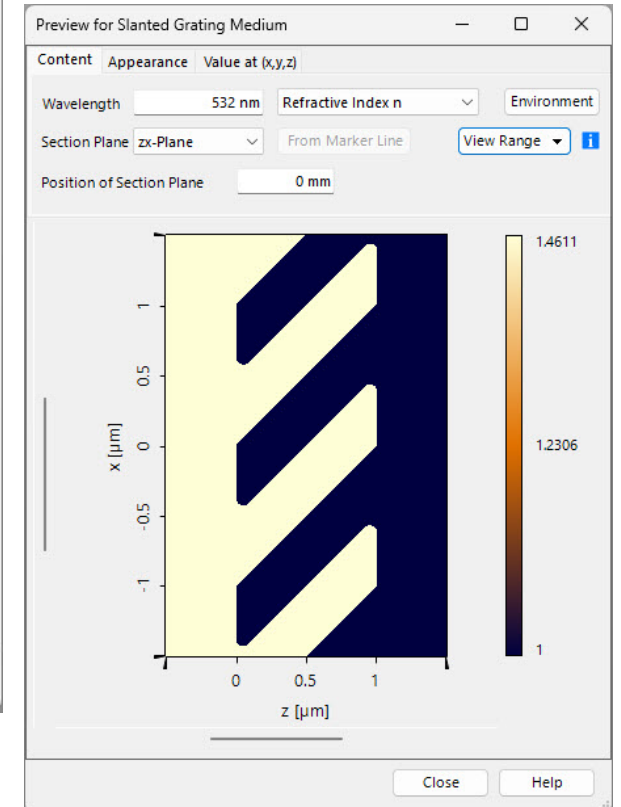 Preview for Slanted Grating Medium
Content Appearance Value at (x,y,z)
Wavelength 532 nm Refractive Index n Environment
Section Plane zx-Plane From Marker Line View Range i
Position of Section Plane 0 mm
1.4611
1
0.5
x [µm]
0
1.2306
-0.5
-1
1
0 0.5 1
z [µm]
Close Help